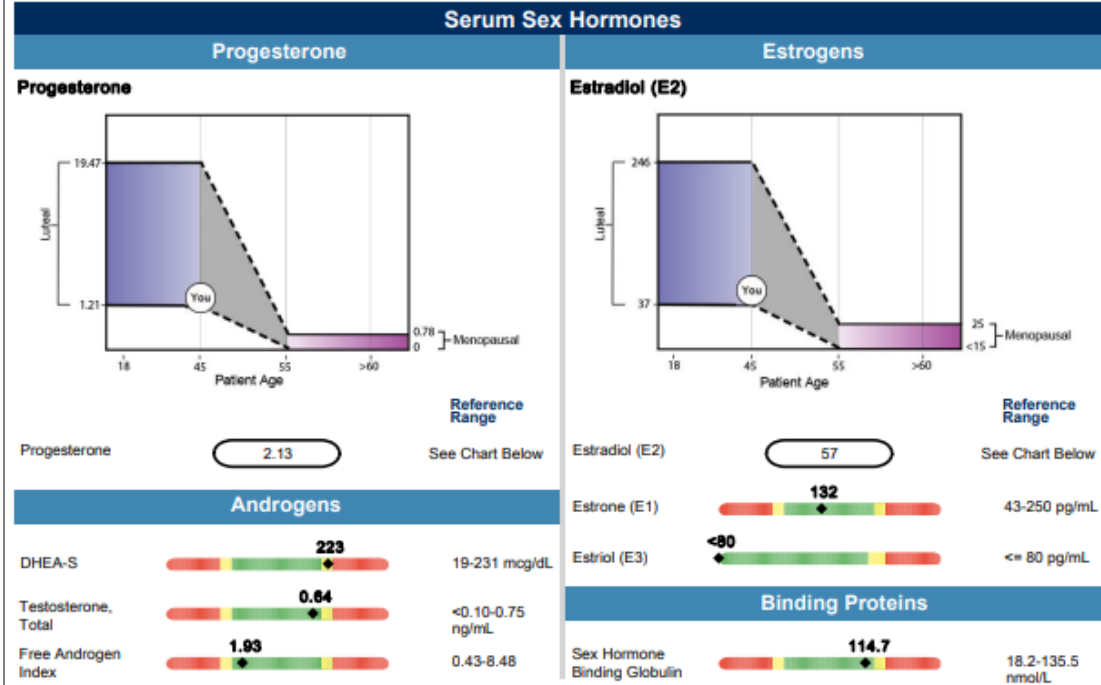 Serum Sex Hormones
Progesterone
Progesterone
19.47
Luteal
You
1.21
0.78
0
Menopausal
18 45 55 >60
Patient Age
Reference
Range
Progesterone 2.13 See Chart Below
Androgens
223
DHEA-S 19-231 mcg/dL
0.64
Testosterone,
Total
<0.10-0.75
ng/mL
1.93
Free Androgen
Index
0.43-8.48
Estrogens
Estradiol (E2)
246
Luteal
You
37
25
<15
Menopausal
18 45 55 >60
Patient Age
Reference
Range
Estradiol (E2) 57 See Chart Below
132
Estrone (E1) 43-250 pg/mL
<80
Estriol (E3) <= 80 pg/mL
Binding Proteins
114.7
Sex Hormone
Binding Globulin
18.2-135.5
nmol/L